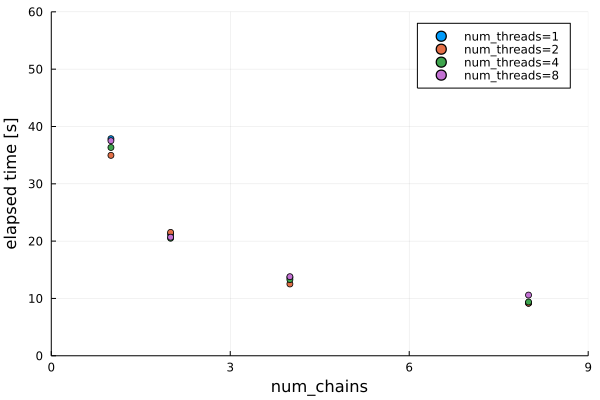 60
50
40
30
20
10
0
elapsed time [s]
num_threads=1
num_threads=2
num_threads=4
num_threads=8
0 3 6 9
num_chains